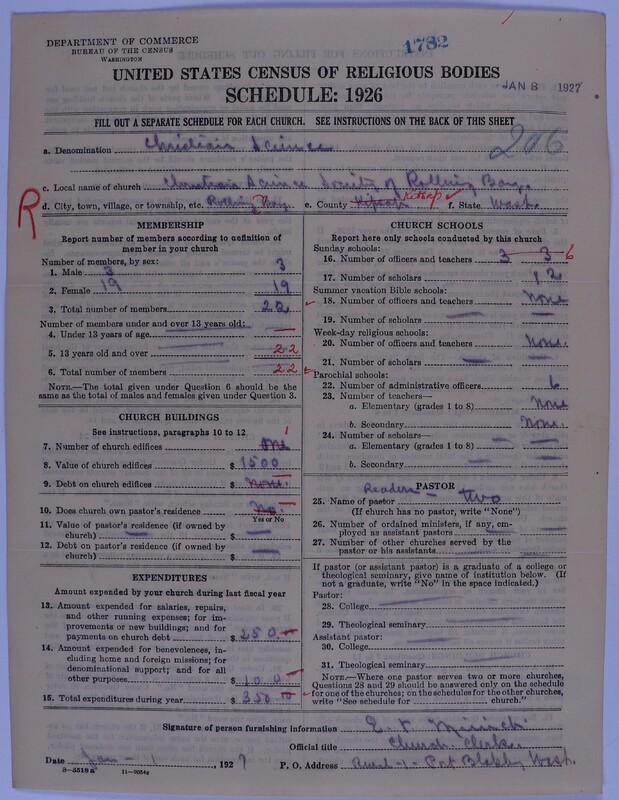 DEPARTMENT OF COMMERCE
BUREAU OF THE CENSUS
WASHINGTON
1782
UNITED STATES CENSUS OF RELIGIOUS BODIES
SCHEDULE: 1926
JAN 8 1927
FILL OUT A SEPARATE SCHEDULE FOR EACH CHURCH. SEE INSTRUCTIONS ON THE BACK OF THIS SHEET
206
a. Denomination Christian Science
c. Local name of church Christian Science Society of Rolling Bay
R
d. City, town, village, or township, etc. Rolling Bay. e. County Kitsap f. State Wash.
MEMBERSHIP
Report number of members according to definition of
member in your church
Number of members, by sex:
1. Male 3 3
2. Female 19 19
3. Total number of members 22
Number of members under and over 13 years old:
4. Under 13 years of age
5. 13 years old and over 22
6. Total number of members 22
NOTE.—The total given under Question 6 should be the
same as the total of males and females given under Question 3.
CHURCH BUILDINGS
See instructions, paragraphs 10 to 12
7. Number of church edifices one 1
8. Value of church edifices $ 1500
9. Debt on church edifices $ None.
10. Does church own pastor's residence No.
Yes or No
11. Value of pastor's residence (if owned by
church) $
12. Debt on pastor's residence (if owned by
church) $
EXPENDITURES
Amount expended by your church during last fiscal year
13. Amount expended for salaries, repairs,
and other running expenses; for im-
provements or new buildings; and for
payments on church debt $ 250
14. Amount expended for benevolences, in-
cluding home and foreign missions; for
denominational support; and for all
other purposes $ 100
15. Total expenditures during year $ 350
CHURCH SCHOOLS
Report here only schools conducted by this church
Sunday schools:
16. Number of officers and teachers 3 3 6
17. Number of scholars 12
Summer vacation Bible schools:
18. Number of officers and teachers None
19. Number of scholars
Week-day religious schools:
20. Number of officers and teachers None.
21. Number of scholars
Parochial schools:
22. Number of administrative officers 6
23. Number of teachers—
a. Elementary (grades 1 to 8) None
b. Secondary None.
24. Number of scholars—
a. Elementary (grades 1 to 8)
b. Secondary
PASTOR
25. Name of pastor Readers - two
(If church has no pastor, write "None")
26. Number of ordained ministers, if any, em-
ployed as assistant pastors
27. Number of other churches served by the
pastor or his assistants
If pastor (or assistant pastor) is a graduate of a college or
theological seminary, give name of institution below. (If
not a graduate, write "No" in the space indicated.)
Pastor:
28. College
29. Theological seminary
Assistant pastor:
30. College
31. Theological seminary
NOTE.—Where one pastor serves two or more churches,
Questions 28 and 29 should be answered only on the schedule
for one of the churches; on the schedules for the other churches,
write "See schedule for church."
Signature of person furnishing information E.
Official title Church Clerk.
Date Jan - 1, 1927 P. O. Address Rural-1- Port Blakely Wash.
8-5518a 11-9054a